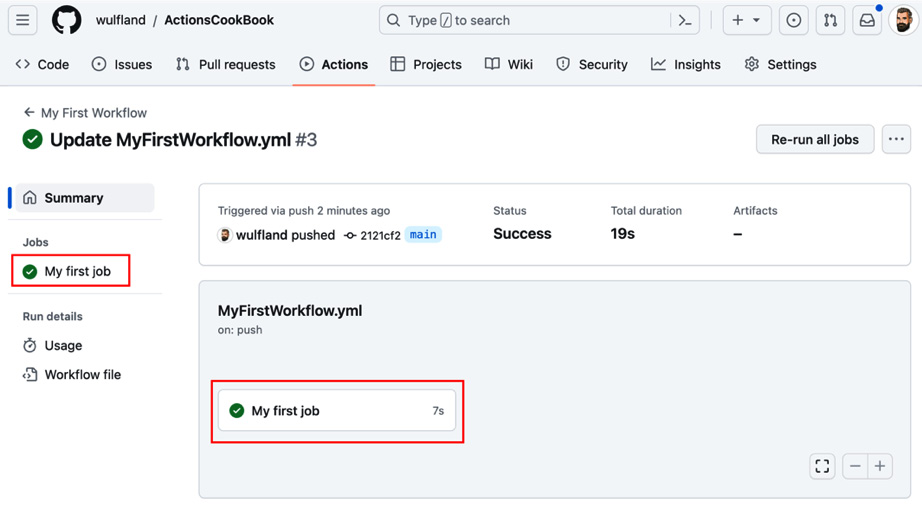 wulfland / ActionsCookBook Type / to search
Code Issues Pull requests Actions Projects Wiki Security Insights Settings
My First Workflow
Update MyFirstWorkflow.yml #3
Re-run all jobs
Summary
Jobs
My first job
Run details
Usage
Workflow file
Triggered via push 2 minutes ago
wulfland pushed 2121cf2 main
Status
Success
Total duration
19s
Artifacts
–
MyFirstWorkflow.yml
on: push
My first job 7s